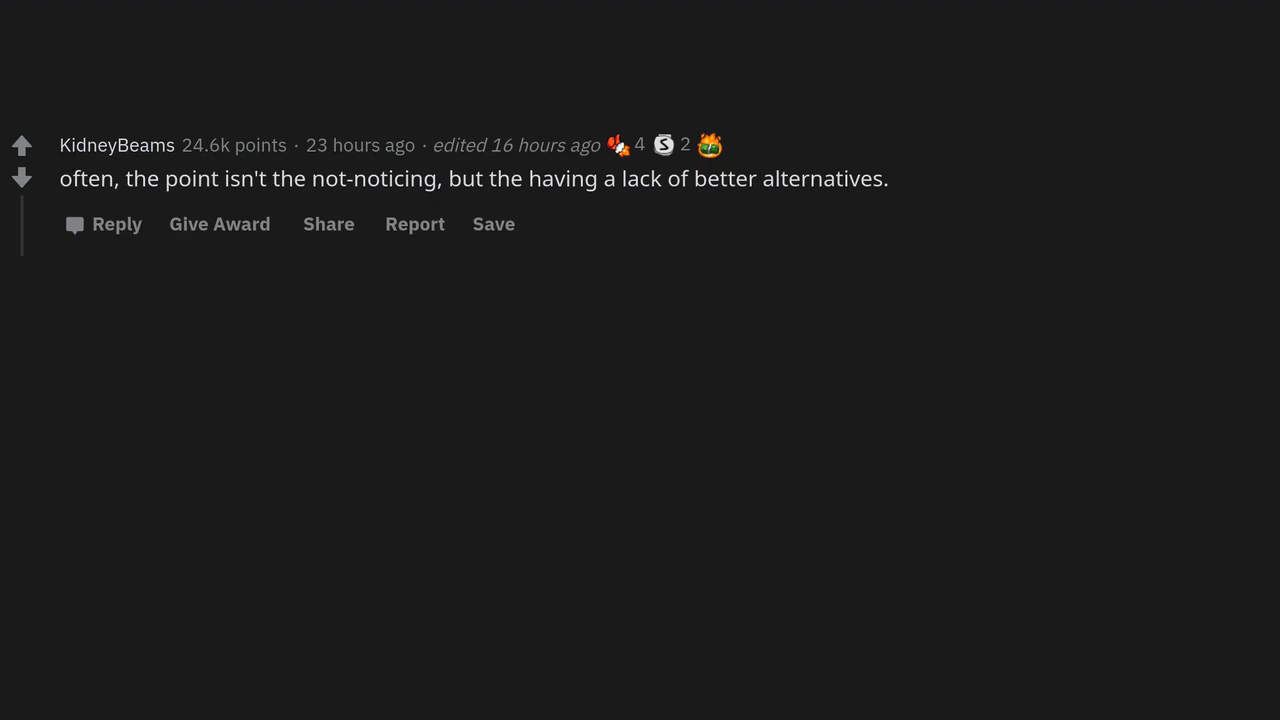 KidneyBeams 24.6k points · 23 hours ago · edited 16 hours ago 4 S 2
often, the point isn't the not-noticing, but the having a lack of better alternatives.
Reply Give Award Share Report Save